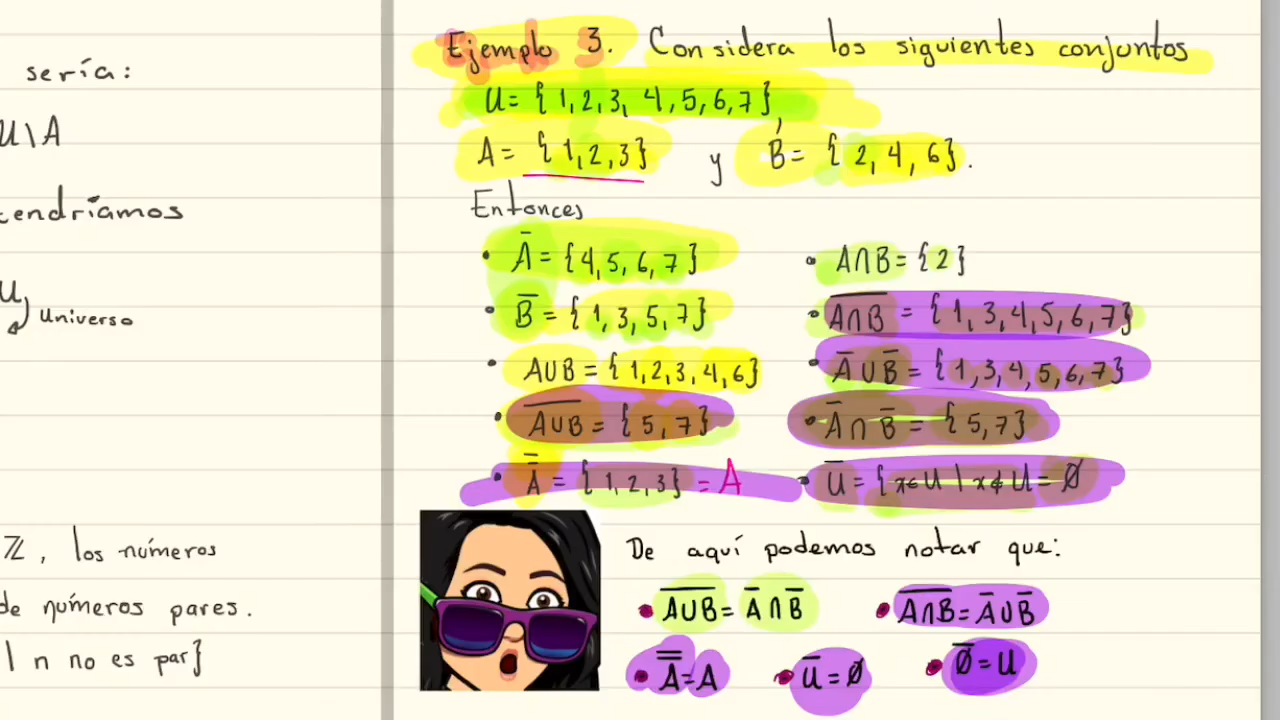 sería:
U \ A
tendríamos
U
universo
ℤ, los números
de números pares.
| n no es par}
Ejemplo 3. Considera los siguientes conjuntos
U = { 1, 2, 3, 4, 5, 6, 7 },
A = { 1, 2, 3 } y B = { 2, 4, 6 }.
Entonces
• A̅ = { 4, 5, 6, 7 }
• B̅ = { 1, 3, 5, 7 }
• A∪B = { 1, 2, 3, 4, 6 }
• A̅∪̅B̅ = { 5, 7 }
• A̿ = { 1, 2, 3 } = A
• A∩B = { 2 }
• A̅∩̅B̅ = { 1, 3, 4, 5, 6, 7 }
• A̅ ∪ B̅ = { 1, 3, 4, 5, 6, 7 }
• A̅ ∩ B̅ = { 5, 7 }
• U̅ = { x∈U | x∉U = ∅
De aquí podemos notar que:
• A̅∪̅B̅ = A̅ ∩ B̅ • A̅∩̅B̅ = A̅ ∪ B̅
• A̿ = A • U̅ = ∅ • ∅̅ = U